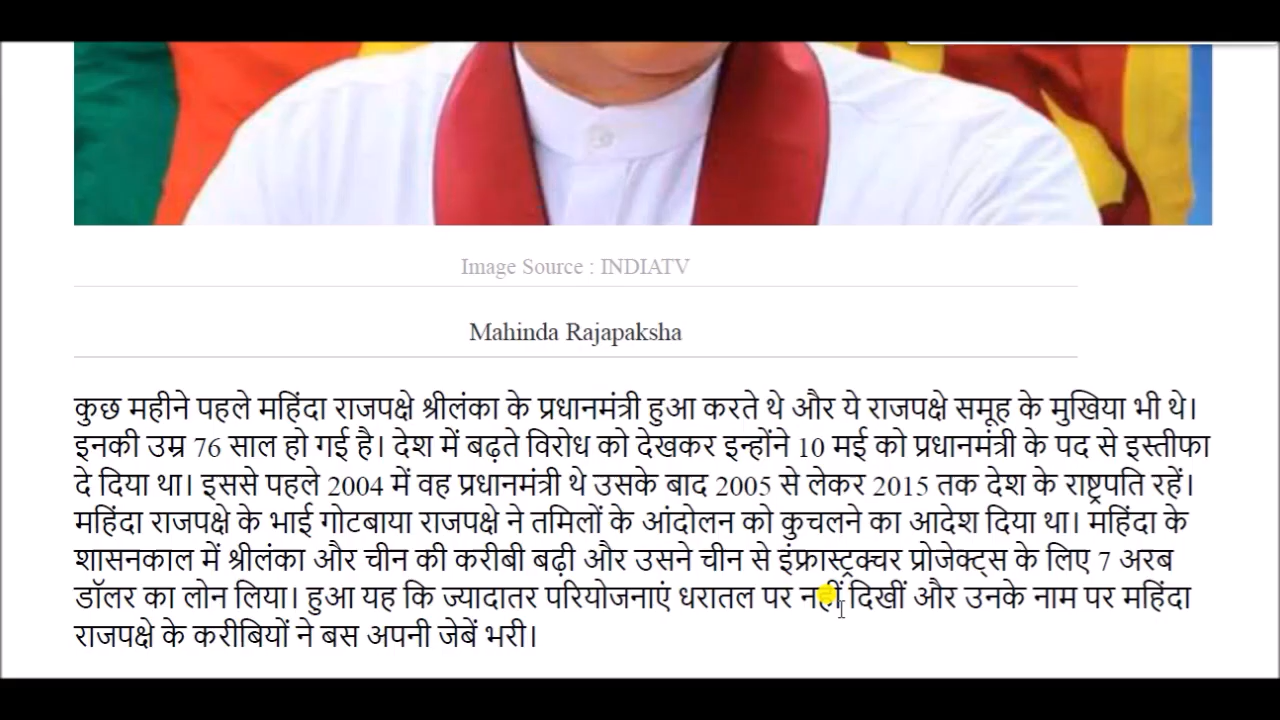 Image Source : INDIATV
Mahinda Rajapaksha
कुछ महीने पहले महिंदा राजपक्षे श्रीलंका के प्रधानमंत्री हुआ करते थे और ये राजपक्षे समूह के मुखिया भी थे।
इनकी उम्र 76 साल हो गई है। देश में बढ़ते विरोध को देखकर इन्होंने 10 मई को प्रधानमंत्री के पद से इस्तीफा
दे दिया था। इससे पहले 2004 में वह प्रधानमंत्री थे उसके बाद 2005 से लेकर 2015 तक देश के राष्ट्रपति रहें।
महिंदा राजपक्षे के भाई गोटबाया राजपक्षे ने तमिलों के आंदोलन को कुचलने का आदेश दिया था। महिंदा के
शासनकाल में श्रीलंका और चीन की करीबी बढ़ी और उसने चीन से इंफ्रास्ट्रक्चर प्रोजेक्ट्स के लिए 7 अरब
डॉलर का लोन लिया। हुआ यह कि ज्यादातर परियोजनाएं धरातल पर नहीं दिखीं और उनके नाम पर महिंदा
राजपक्षे के करीबियों ने बस अपनी जेबें भरी।